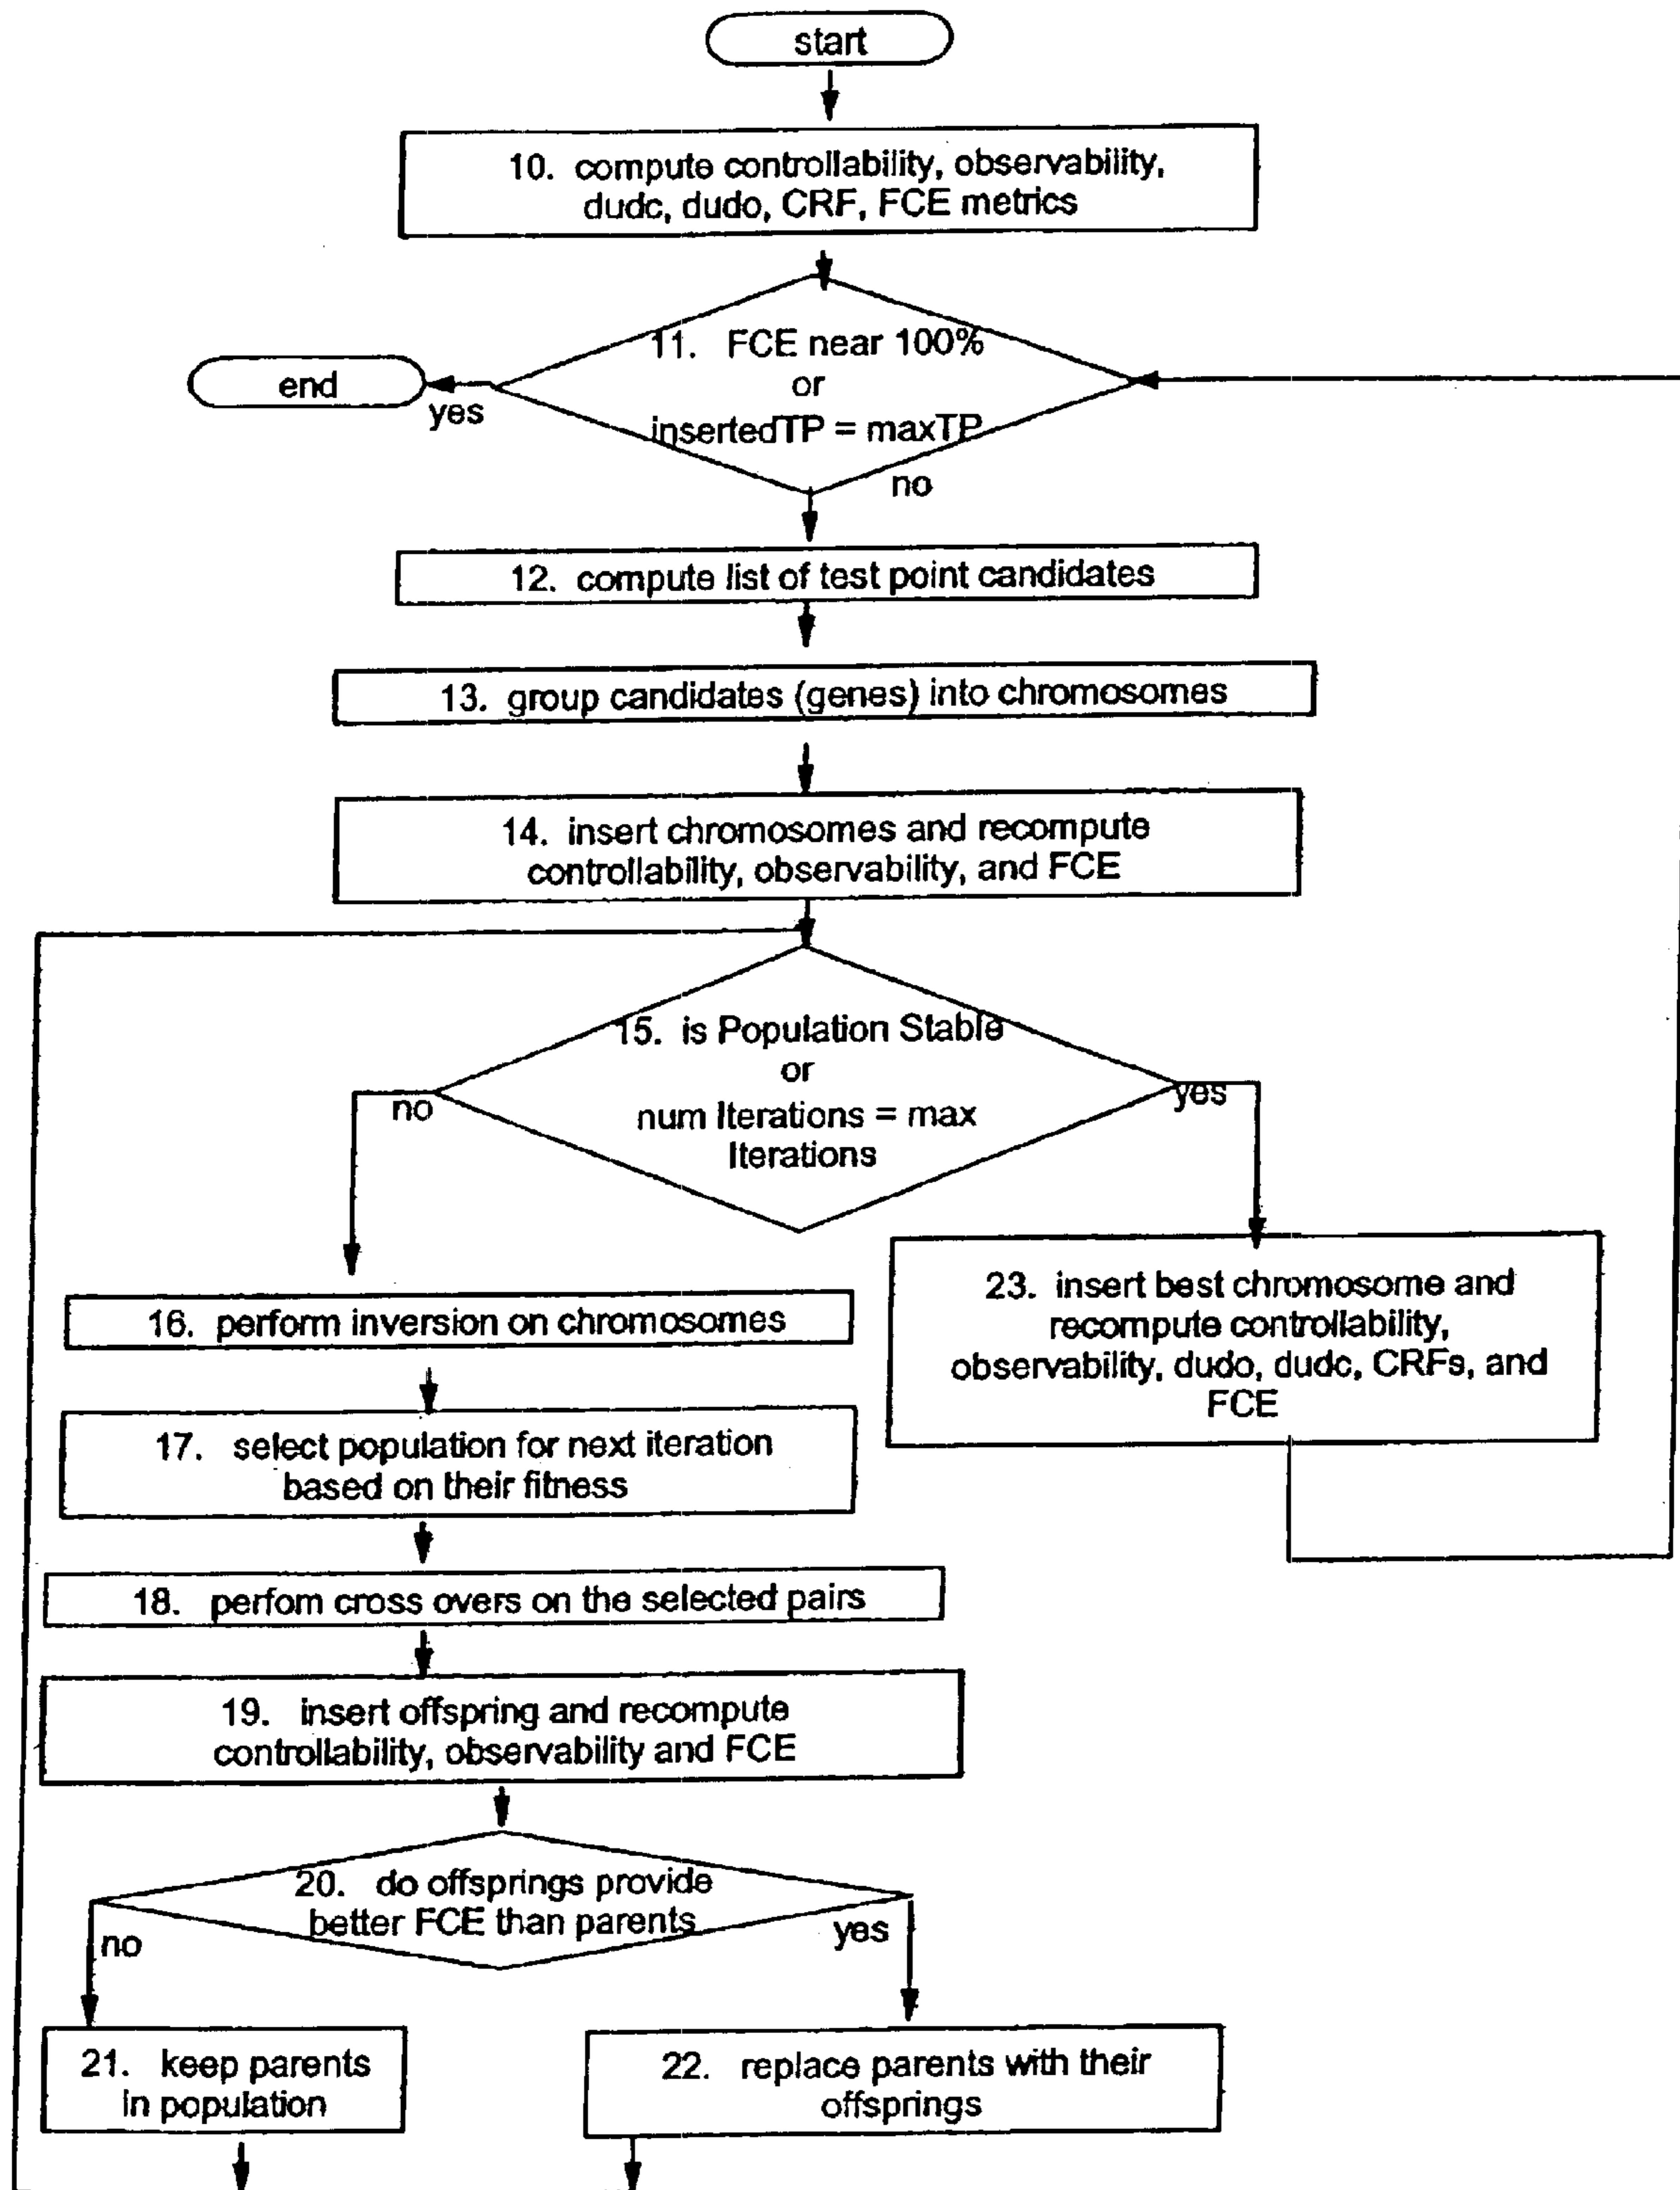 start
10. compute controllability, observability,
dudc, dudo, CRF, FCE metrics
11. FCE near 100%
or
insertedTP = maxTP
end
yes
no
12. compute list of test point candidates
13. group candidates (genes) into chromosomes
14. insert chromosomes and recompute
controllability, observability, and FCE
15. is Population Stable
or
num Iterations = max
Iterations
no
yes
16. perform inversion on chromosomes
23. insert best chromosome and
recompute controllability,
observability, dudo, dudc, CRFs, and
FCE
17. select population for next iteration
based on their fitness
18. perfom cross overs on the selected pairs
19. insert offspring and recompute
controllability, observability and FCE
20. do offsprings provide
better FCE than parents
no
yes
21. keep parents
in population
22. replace parents with their
offsprings